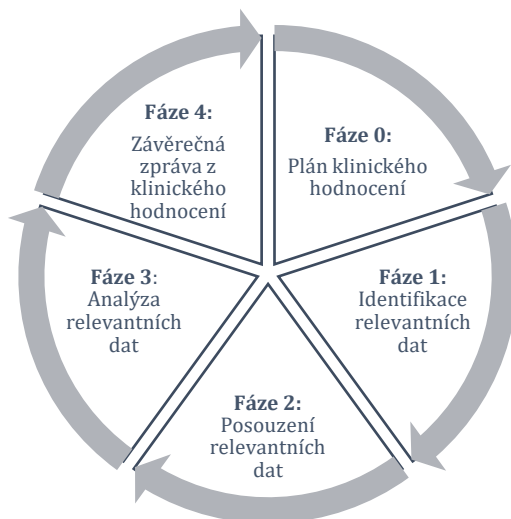 Fáze 0:
Plán klinického
hodnocení
Fáze 1:
Identifikace
relevantních
dat
Fáze 2:
Posouzení
relevantních
dat
Fáze 3:
Analýza
relevantních
dat
Fáze 4:
Závěrečná
zpráva z
klinického
hodnocení